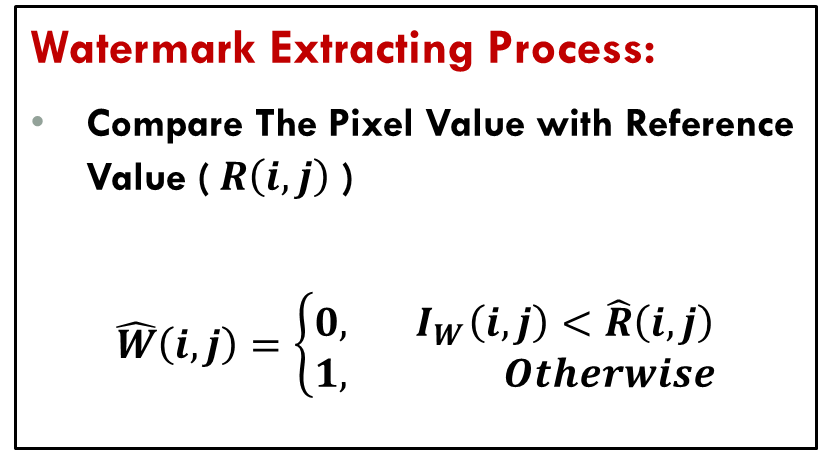 Watermark Extracting Process:
• Compare The Pixel Value with Reference
Value ( R(i,j) )
Ŵ(i,j) = { 0, I_W(i,j) < R̂(i,j)
1, Otherwise